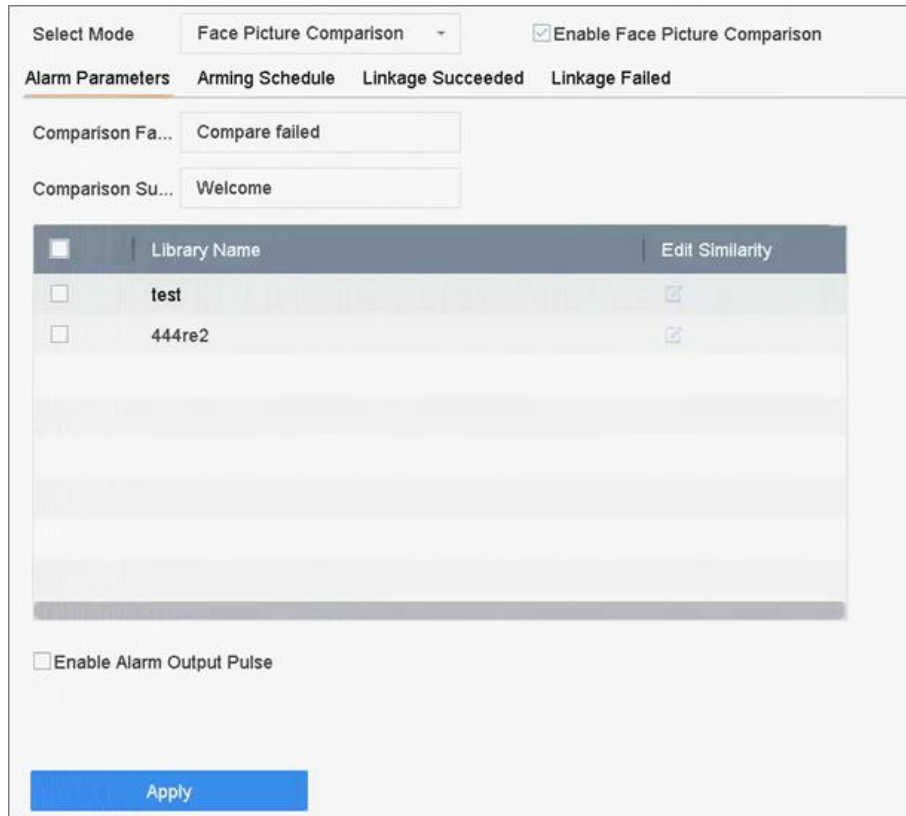 Select Mode Face Picture Comparison Enable Face Picture Comparison
Alarm Parameters Arming Schedule Linkage Succeeded Linkage Failed
Comparison Fa... Compare failed
Comparison Su... Welcome
Library Name Edit Similarity
test
444re2
Enable Alarm Output Pulse
Apply